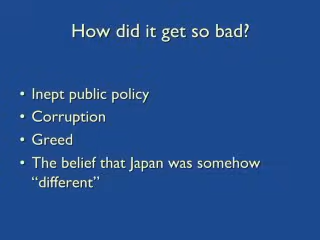 How did it get so bad?
• Inept public policy
• Corruption
• Greed
• The belief that Japan was somehow
“different”